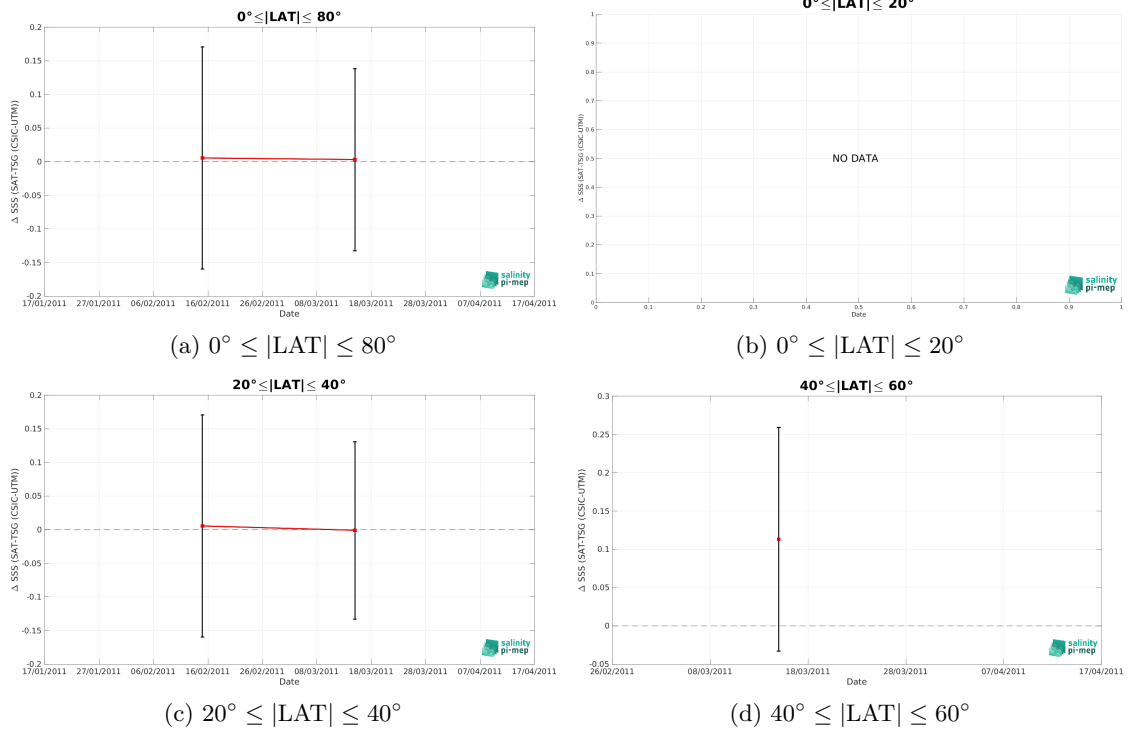 0°≤|LAT|≤ 80°
0.2
0.15
0.1
0.05
0
-0.05
-0.1
-0.15
-0.2
Δ SSS (SAT-TSG (CSIC-UTM))
17/01/2011 27/01/2011 06/02/2011 16/02/2011 26/02/2011 08/03/2011 18/03/2011 28/03/2011 07/04/2011 17/04/2011
Date
salinity
pi-mep
(a) 0° ≤ |LAT| ≤ 80°
0°≤|LAT|≤ 20°
1
0.9
0.8
0.7
0.6
0.5
0.4
0.3
0.2
0.1
0
Δ SSS (SAT-TSG (CSIC-UTM))
NO DATA
0 0.1 0.2 0.3 0.4 0.5 0.6 0.7 0.8 0.9 1
Date
salinity
pi-mep
(b) 0° ≤ |LAT| ≤ 20°
20°≤|LAT|≤ 40°
0.2
0.15
0.1
0.05
0
-0.05
-0.1
-0.15
-0.2
Δ SSS (SAT-TSG (CSIC-UTM))
17/01/2011 27/01/2011 06/02/2011 16/02/2011 26/02/2011 08/03/2011 18/03/2011 28/03/2011 07/04/2011 17/04/2011
Date
salinity
pi-mep
(c) 20° ≤ |LAT| ≤ 40°
40°≤|LAT|≤ 60°
0.3
0.25
0.2
0.15
0.1
0.05
0
-0.05
Δ SSS (SAT-TSG (CSIC-UTM))
26/02/2011 08/03/2011 18/03/2011 28/03/2011 07/04/2011 17/04/2011
Date
salinity
pi-mep
(d) 40° ≤ |LAT| ≤ 60°